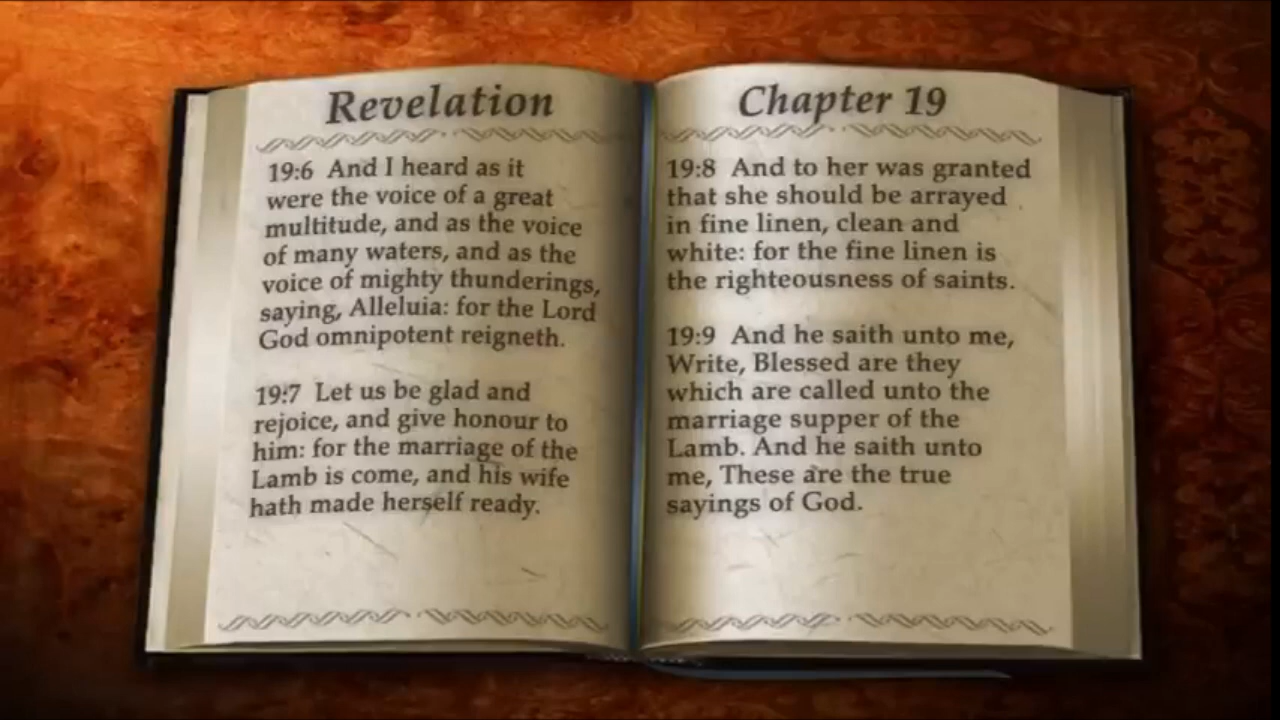 Revelation
19:6 And I heard as it
were the voice of a great
multitude, and as the voice
of many waters, and as the
voice of mighty thunderings,
saying, Alleluia: for the Lord
God omnipotent reigneth.
19:7 Let us be glad and
rejoice, and give honour to
him: for the marriage of the
Lamb is come, and his wife
hath made herself ready.
Chapter 19
19:8 And to her was granted
that she should be arrayed
in fine linen, clean and
white: for the fine linen is
the righteousness of saints.
19:9 And he saith unto me,
Write, Blessed are they
which are called unto the
marriage supper of the
Lamb. And he saith unto
me, These are the true
sayings of God.